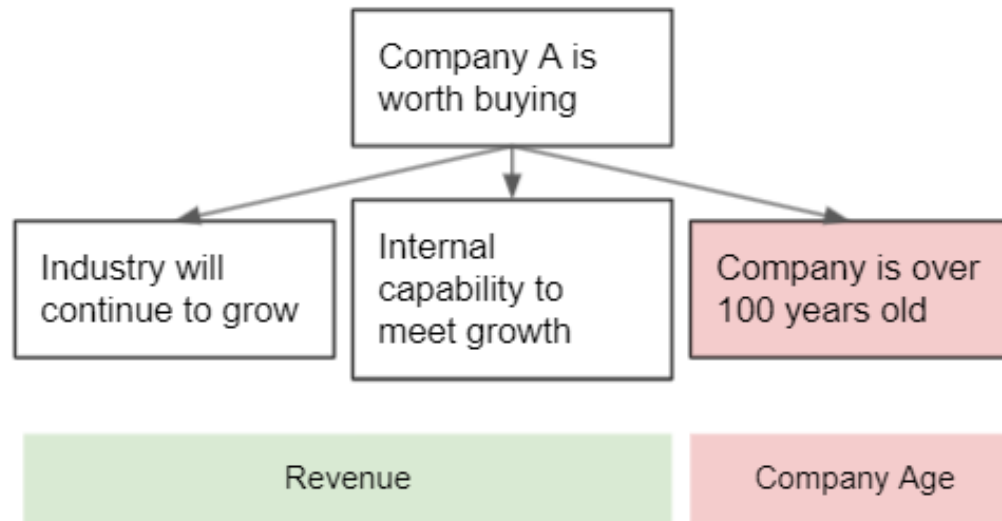 Company A is
worth buying
Industry will
continue to grow
Internal
capability to
meet growth
Company is over
100 years old
Revenue
Company Age